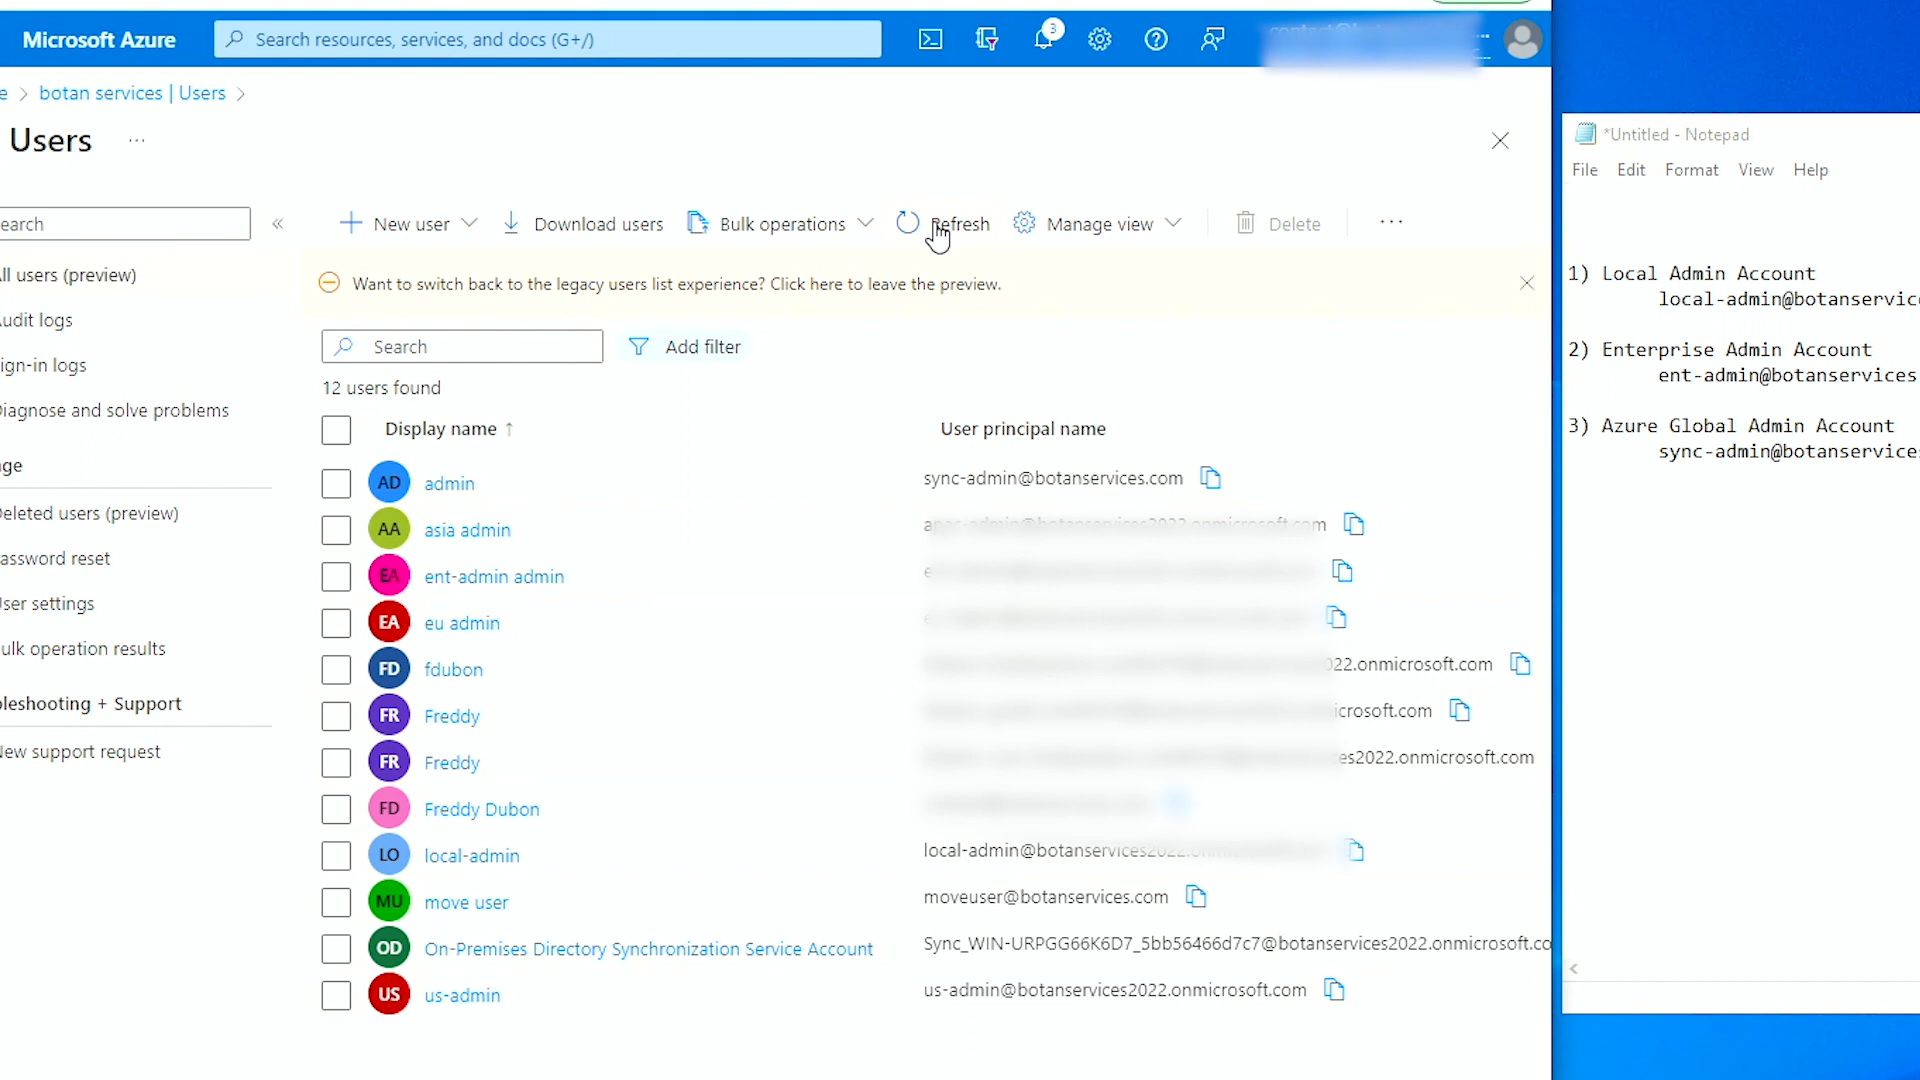 Microsoft Azure
Search resources, services, and docs (G+/)
3
e > botan services | Users >
Users ...
earch
«
New user
Download users
Bulk operations
Refresh
Manage view
Delete
...
ll users (preview)
udit logs
ign-in logs
iagnose and solve problems
ge
eleted users (preview)
assword reset
ser settings
ulk operation results
bleshooting + Support
ew support request
Want to switch back to the legacy users list experience? Click here to leave the preview.
Search
Add filter
12 users found
Display name ↑ User principal name
AD admin sync-admin@botanservices.com
AA asia admin
EA ent-admin admin
EA eu admin
FD fdubon 022.onmicrosoft.com
FR Freddy icrosoft.com
FR Freddy es2022.onmicrosoft.com
FD Freddy Dubon
LO local-admin local-admin@botanservices2022.
MU move user moveuser@botanservices.com
OD On-Premises Directory Synchronization Service Account Sync_WIN-URPGG66K6D7_5bb56466d7c7@botanservices2022.onmicrosoft.co
US us-admin us-admin@botanservices2022.onmicrosoft.com
*Untitled - Notepad
File Edit Format View Help
1) Local Admin Account
local-admin@botanservic
2) Enterprise Admin Account
ent-admin@botanservices
3) Azure Global Admin Account
sync-admin@botanservices